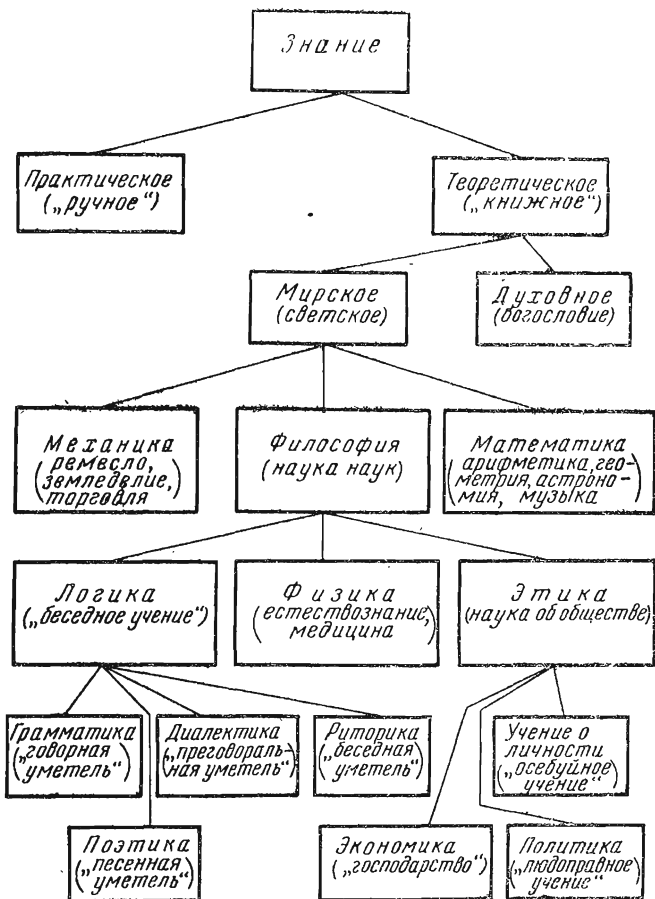 Знание
Практическое
(„ручное“)
Теоретическое
(„книжное“)
Мирское
(светское)
Духовное
(богословие)
Механика
(ремесло,
земледелие,
торговля)
Философия
(наука наук)
Математика
(арифметика, гео-
метрия, астроно-
мия, музыка)
Логика
(„беседное учение“)
Физика
(естествознание,
медицина)
Этика
(наука об обществе)
Грамматика
(„говорная
уметель“)
Диалектика
(„преговораль-
ная уметель“)
Риторика
(„беседная
уметель“)
Учение о
личности
(„осебуйное
учение“)
Поэтика
(„песенная
уметель“)
Экономика
(„господарство“)
Политика
(„людоправное
учение“)